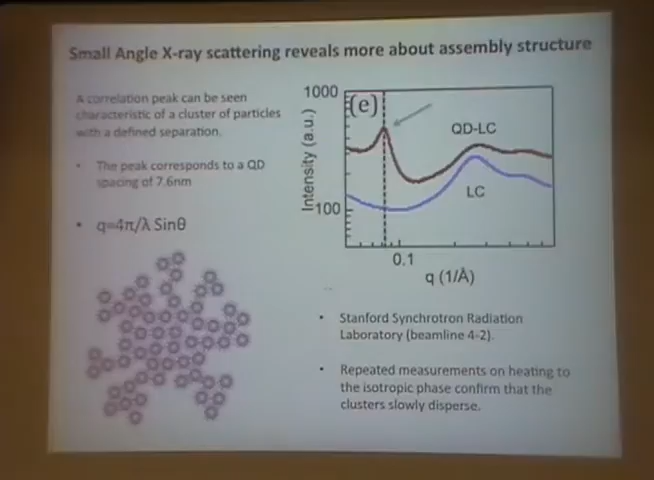 Small Angle X-ray scattering reveals more about assembly structure
A correlation peak can be seen
characteristic of a cluster of particles
with a defined separation.
• The peak corresponds to a QD
spacing of 7.6nm
• q=4π/λ Sinθ
1000
(e)
QD-LC
LC
Intensity (a.u.)
100
0.1
q (1/Å)
• Stanford Synchrotron Radiation
Laboratory (beamline 4-2).
• Repeated measurements on heating to
the isotropic phase confirm that the
clusters slowly disperse.